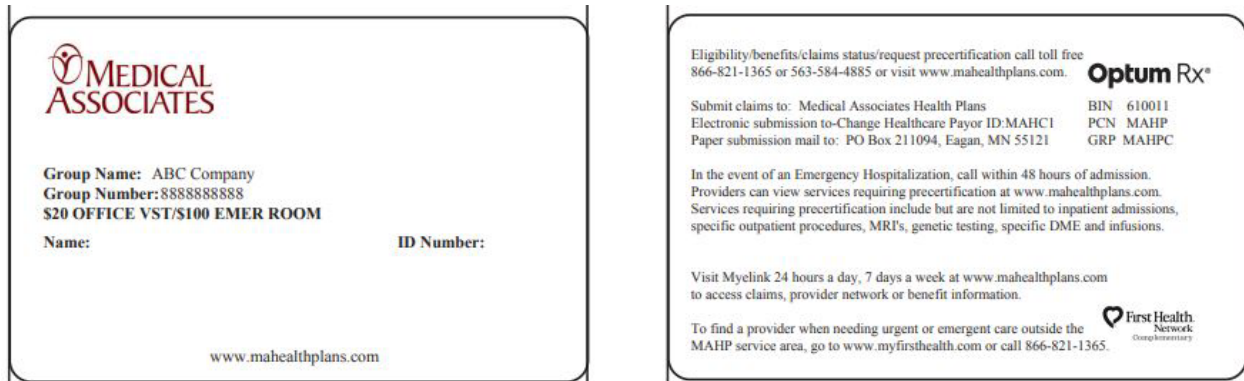 MEDICAL
ASSOCIATES
Group Name: ABC Company
Group Number:8888888888
$20 OFFICE VST/$100 EMER ROOM
Name: ID Number:
www.mahealthplans.com
Eligibility/benefits/claims status/request precertification call toll free
866-821-1365 or 563-584-4885 or visit www.mahealthplans.com.
Optum Rx®
Submit claims to: Medical Associates Health Plans
Electronic submission to-Change Healthcare Payor ID:MAHC1
Paper submission mail to: PO Box 211094, Eagan, MN 55121
BIN 610011
PCN MAHP
GRP MAHPC
In the event of an Emergency Hospitalization, call within 48 hours of admission.
Providers can view services requiring precertification at www.mahealthplans.com.
Services requiring precertification include but are not limited to inpatient admissions,
specific outpatient procedures, MRI's, genetic testing, specific DME and infusions.
Visit Myelink 24 hours a day, 7 days a week at www.mahealthplans.com
to access claims, provider network or benefit information.
First Health
Network
Complementary
To find a provider when needing urgent or emergent care outside the
MAHP service area, go to www.myfirsthealth.com or call 866-821-1365.